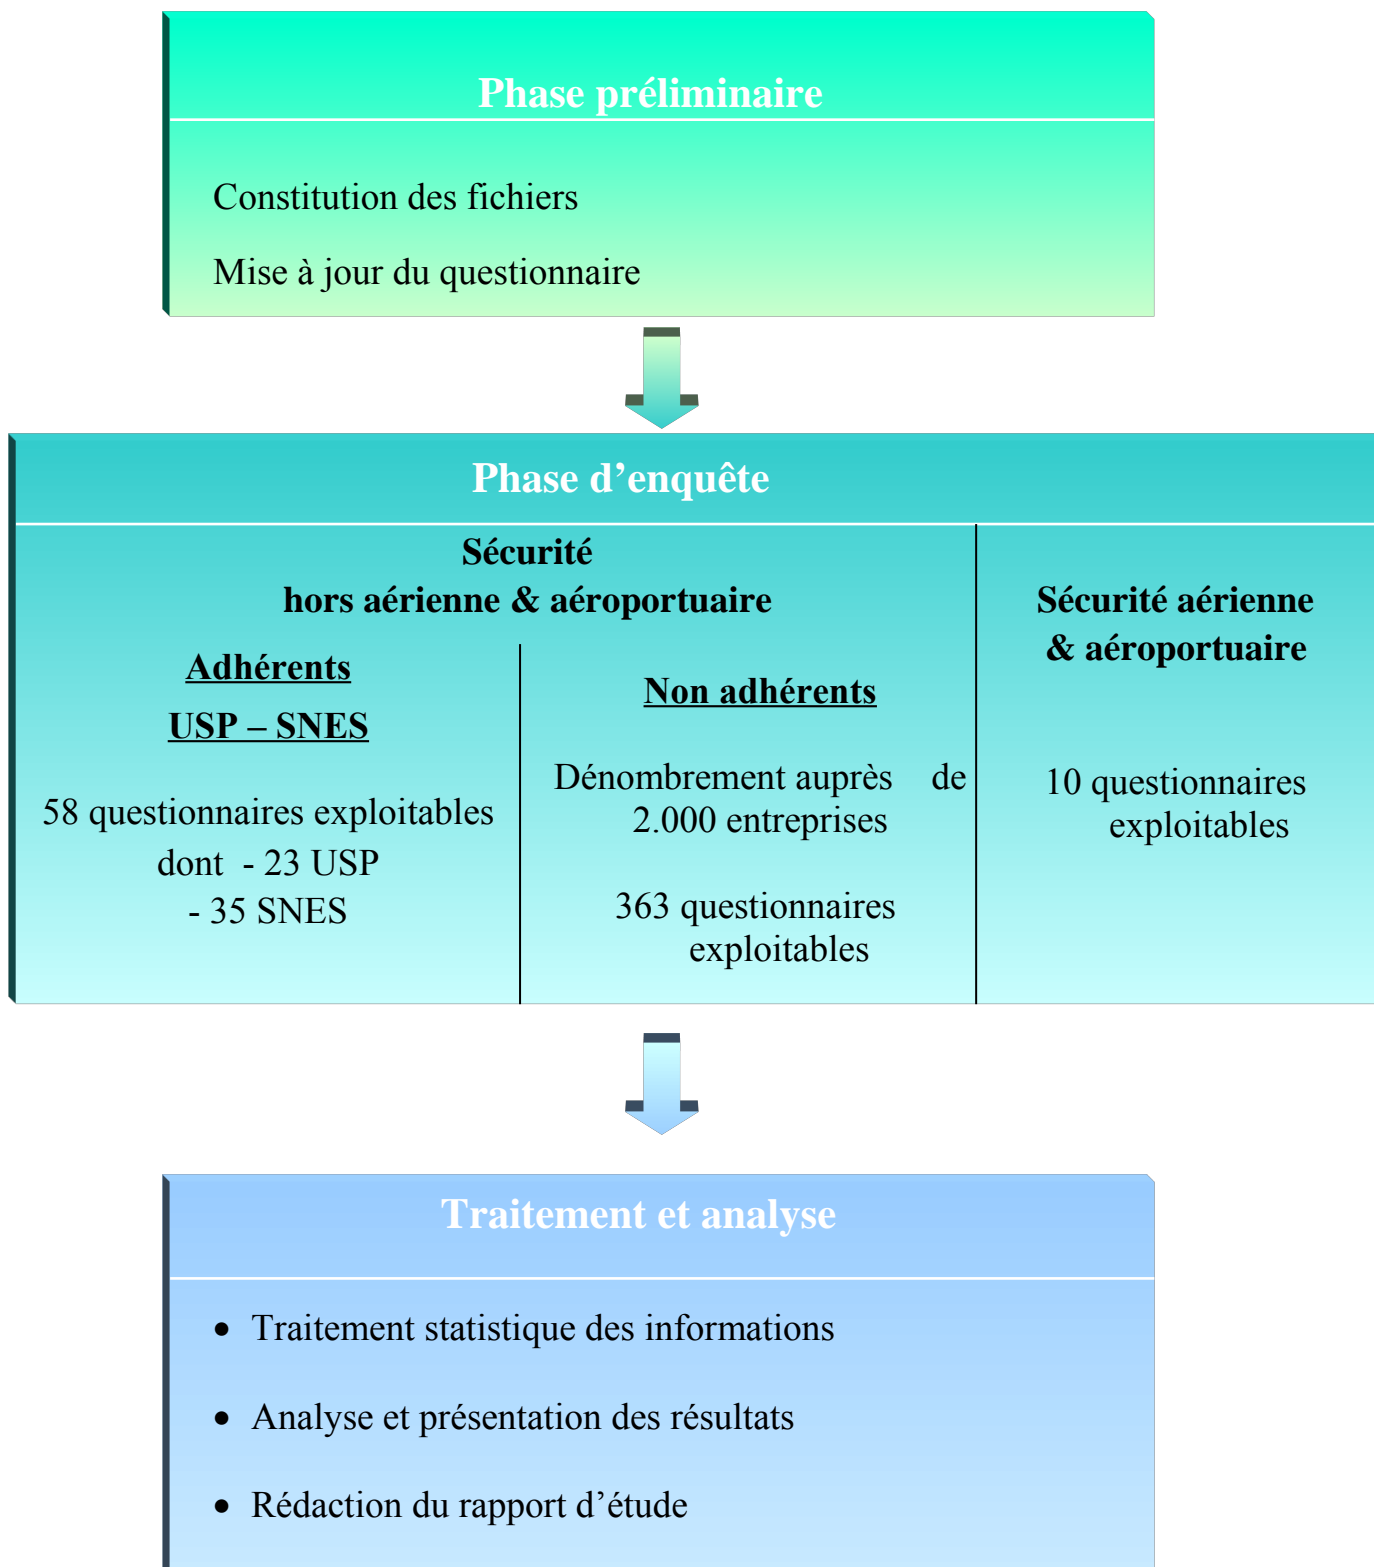 Phase préliminaire
Constitution des fichiers
Mise à jour du questionnaire
Phase d’enquête
Sécurité
hors aérienne & aéroportuaire
Adhérents
USP – SNES
58 questionnaires exploitables
dont - 23 USP
- 35 SNES
Non adhérents
Dénombrement auprès de
2.000 entreprises
363 questionnaires
exploitables
Sécurité aérienne
& aéroportuaire
10 questionnaires
exploitables
Traitement et analyse
• Traitement statistique des informations
• Analyse et présentation des résultats
• Rédaction du rapport d’étude